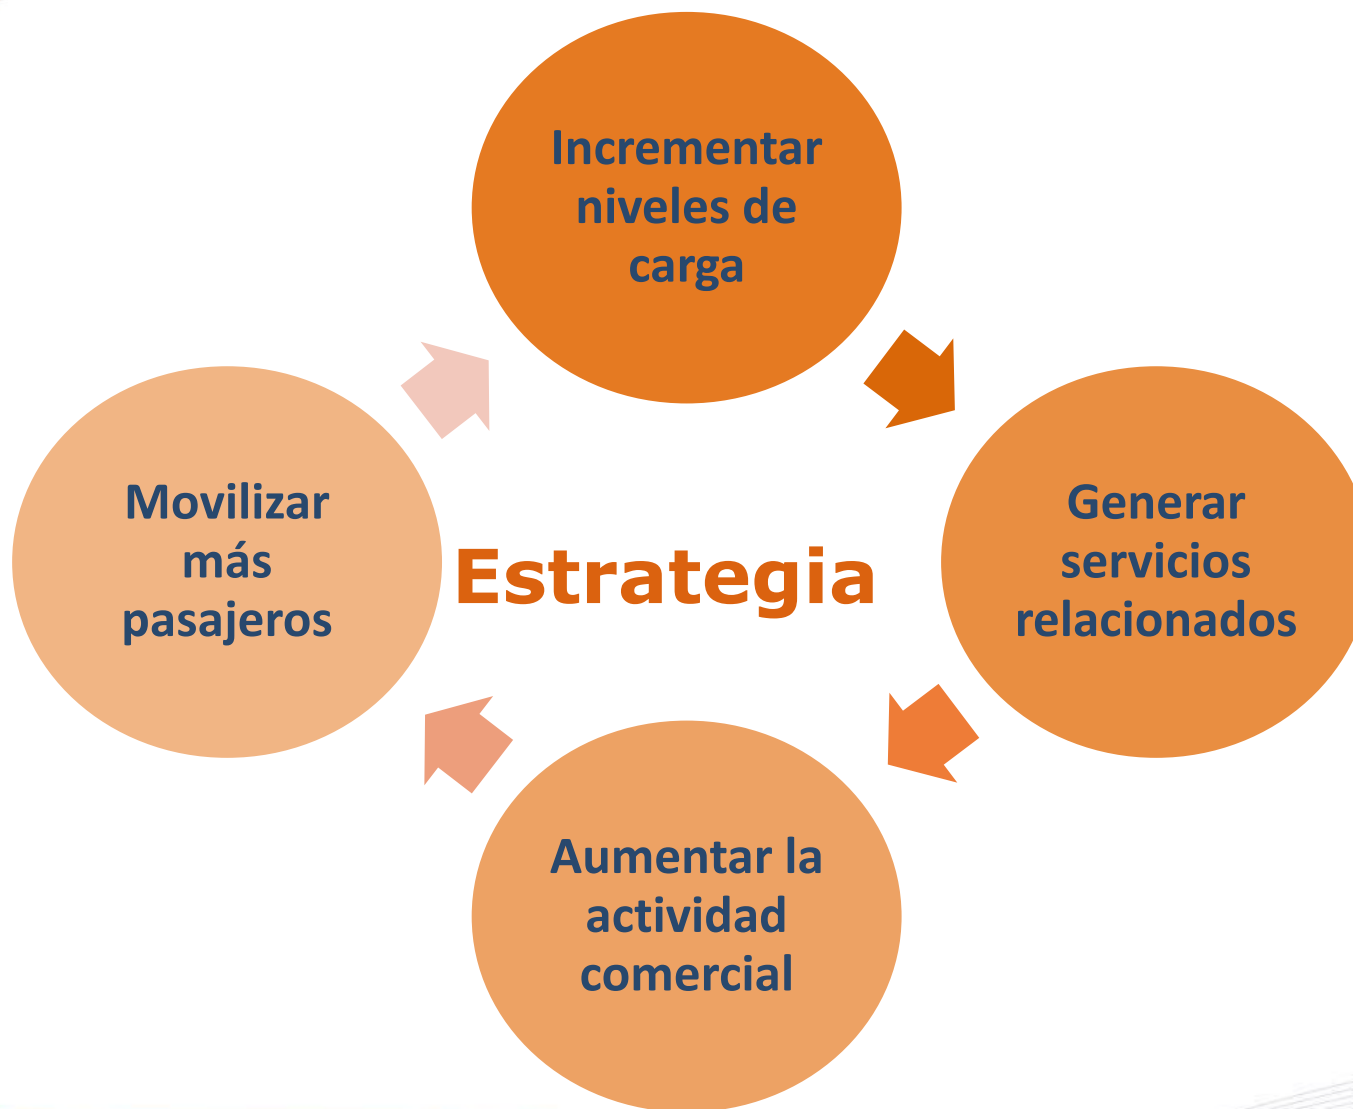 Incrementar
niveles de
carga
Generar
servicios
relacionados
Aumentar la
actividad
comercial
Movilizar
más
pasajeros
Estrategia